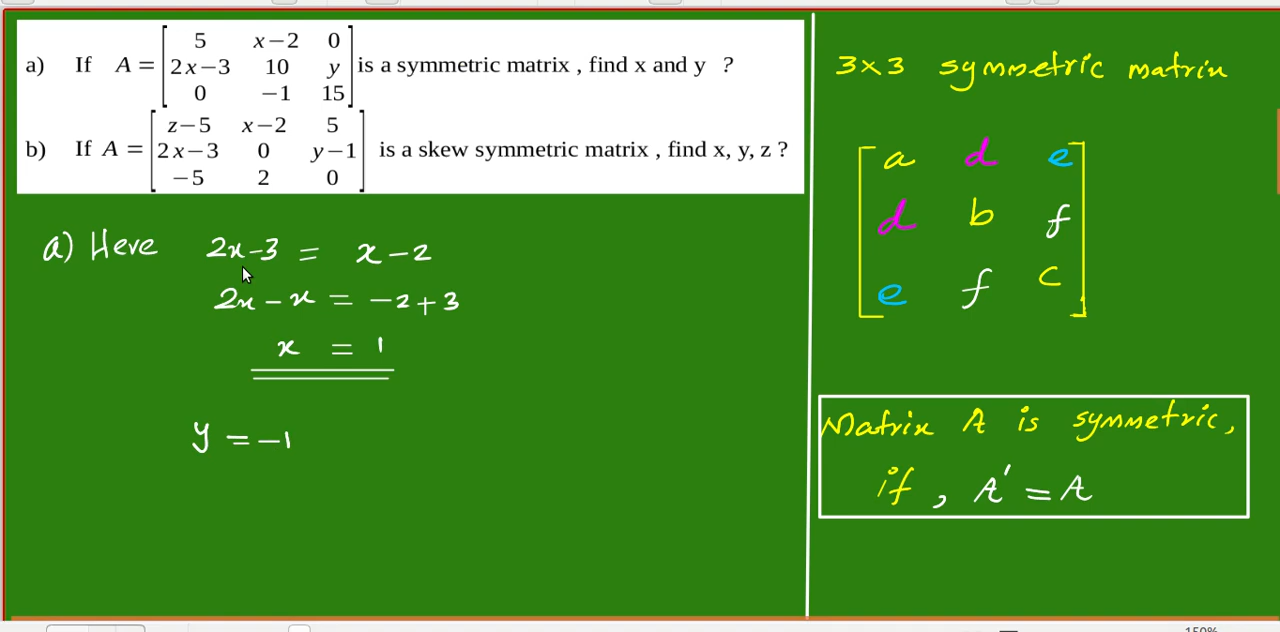 a) If A = [ 5 x−2 0
2x−3 10 y
0 −1 15 ] is a symmetric matrix , find x and y ?
b) If A = [ z−5 x−2 5
2x−3 0 y−1
−5 2 0 ] is a skew symmetric matrix , find x, y, z ?
a) Here 2x-3 = x-2
2x - x = -2+3
x = 1
y = -1
3×3 symmetric matrix
[ a d e
d b f
e f c ]
Matrix A is symmetric,
if , A' = A
150%